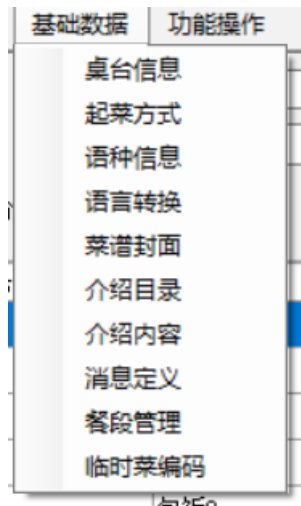 基础数据 功能操作
桌台信息
起菜方式
语种信息
语言转换
菜谱封面
介绍目录
介绍内容
消息定义
餐段管理
临时菜编码